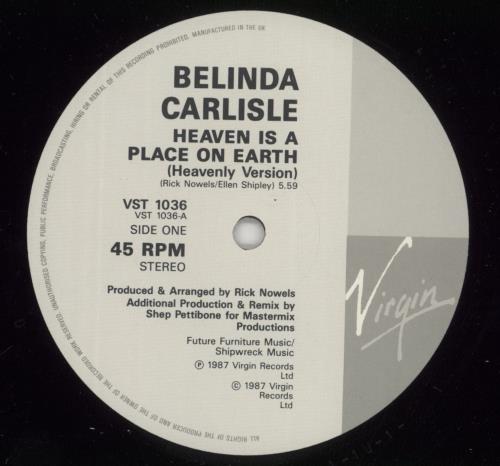 ALL RIGHTS OF THE PRODUCER AND OF THE OWNER OF THE RECORDED WORK RESERVED. UNAUTHORISED COPYING, PUBLIC PERFORMANCE, BROADCASTING, HIRING OR RENTAL OF THIS RECORDING PROHIBITED. MANUFACTURED IN THE UK
BELINDA
CARLISLE
HEAVEN IS A
PLACE ON EARTH
(Heavenly Version)
(Rick Nowels/Ellen Shipley) 5.59
VST 1036
VST 1036-A
SIDE ONE
45 RPM
STEREO
Produced & Arranged by Rick Nowels
Additional Production & Remix by
Shep Pettibone for Mastermix
Productions
Future Furniture Music/
Shipwreck Music
℗ 1987 Virgin Records
Ltd
© 1987 Virgin
Records
Ltd
Virgin